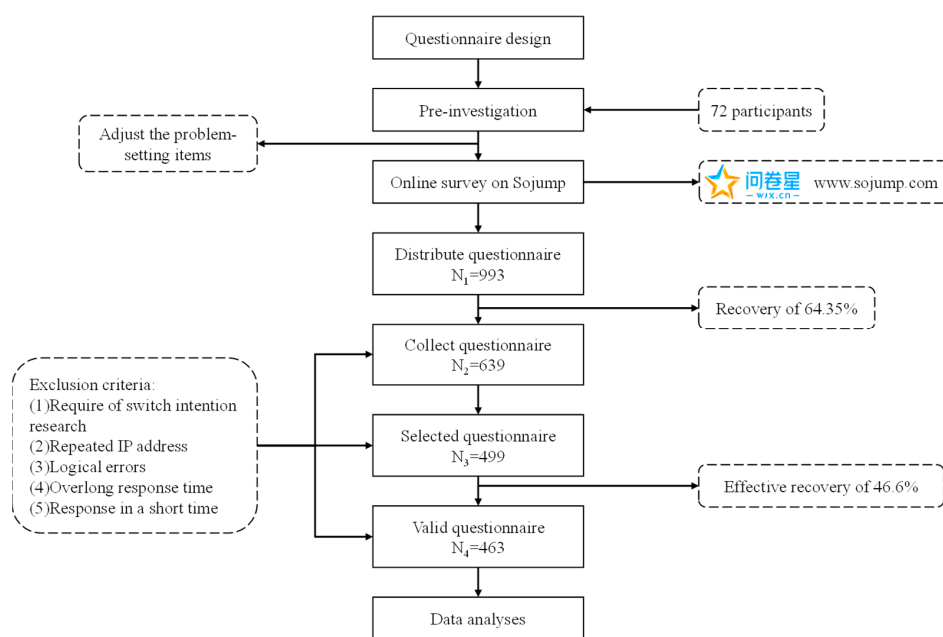 Questionnaire design
Pre-investigation
72 participants
Adjust the problem-
setting items
Online survey on Sojump
问卷星
wjx.cn
www.sojump.com
Distribute questionnaire
N₁=993
Recovery of 64.35%
Collect questionnaire
N₂=639
Exclusion criteria:
(1)Require of switch intention
research
(2)Repeated IP address
(3)Logical errors
(4)Overlong response time
(5)Response in a short time
Selected questionnaire
N₃=499
Effective recovery of 46.6%
Valid questionnaire
N₄=463
Data analyses